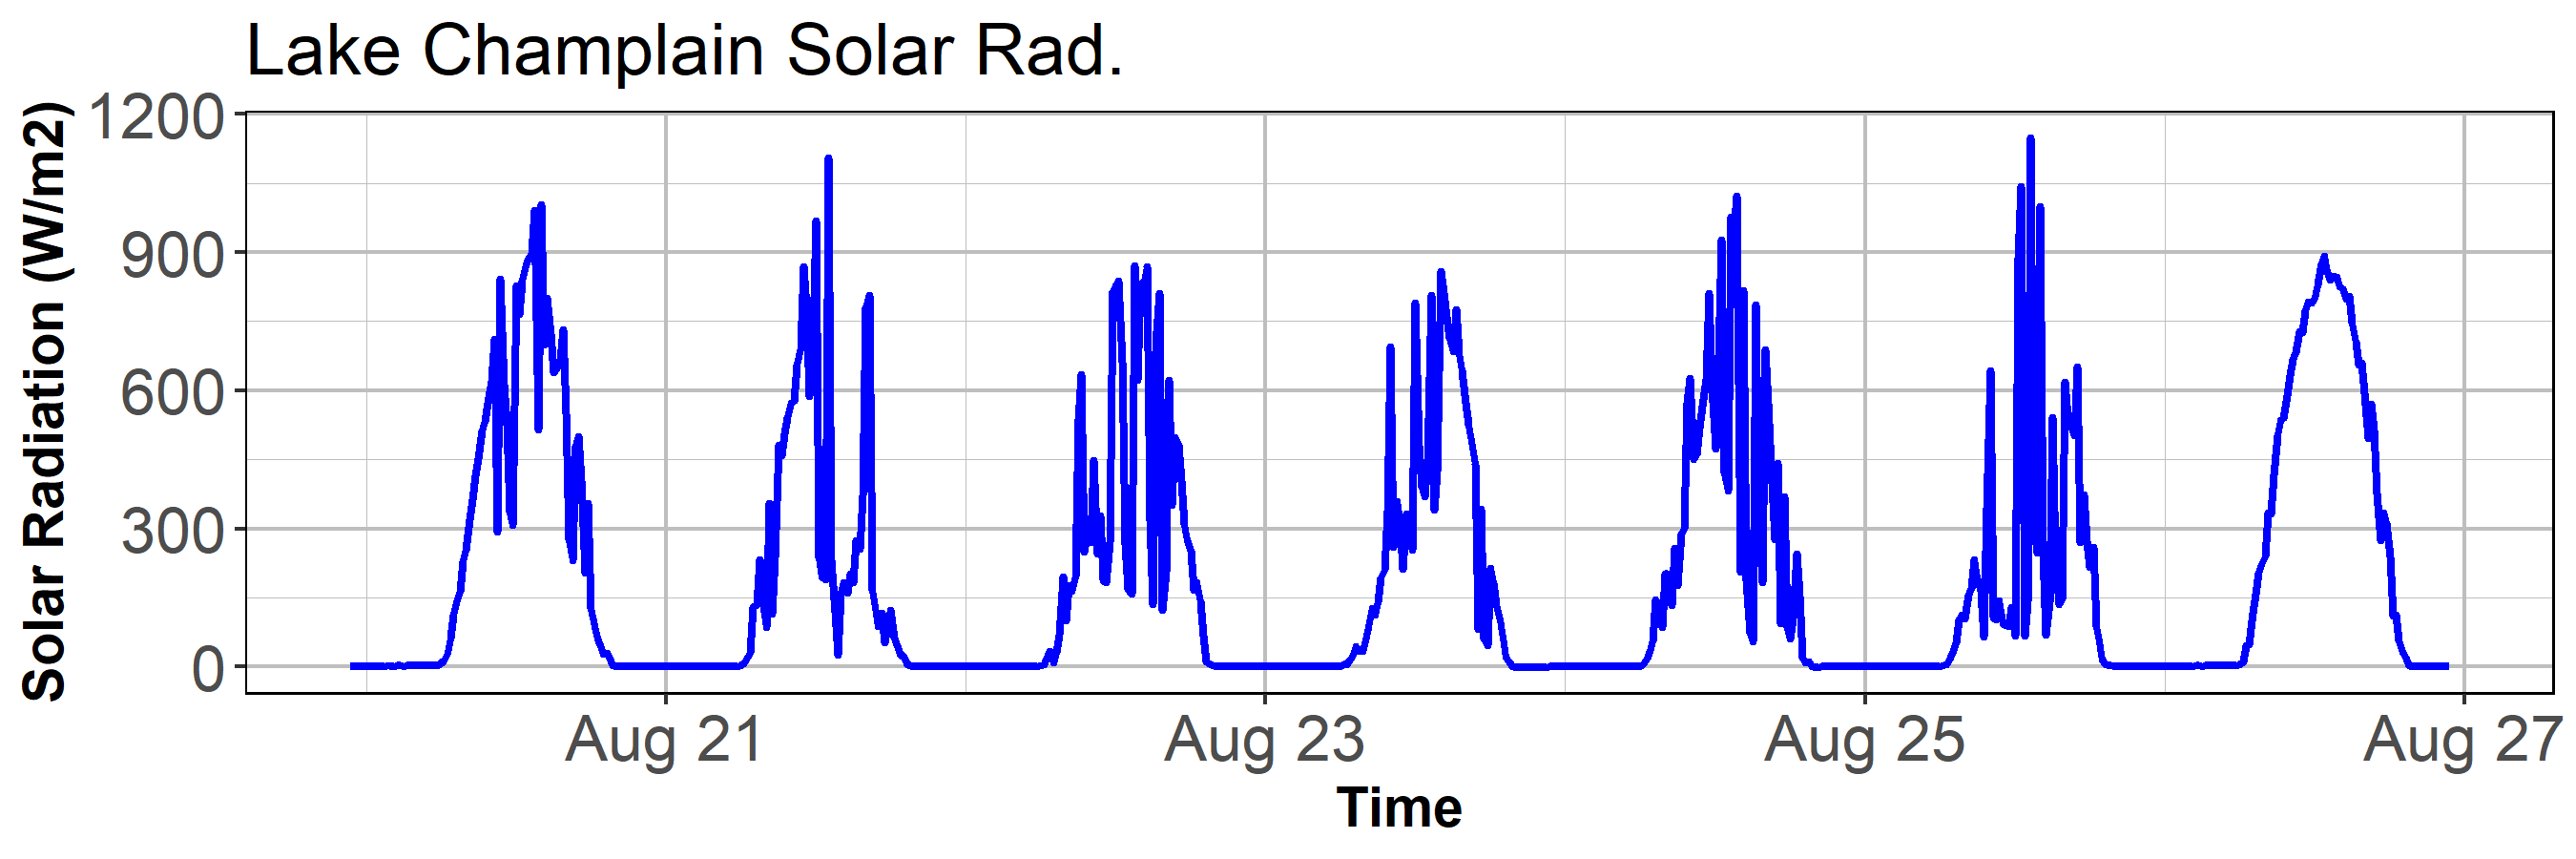 Lake Champlain Solar Rad.
Solar Radiation (W/m2)
1200
900
600
300
0
Aug 21 Aug 23 Aug 25 Aug 27
Time